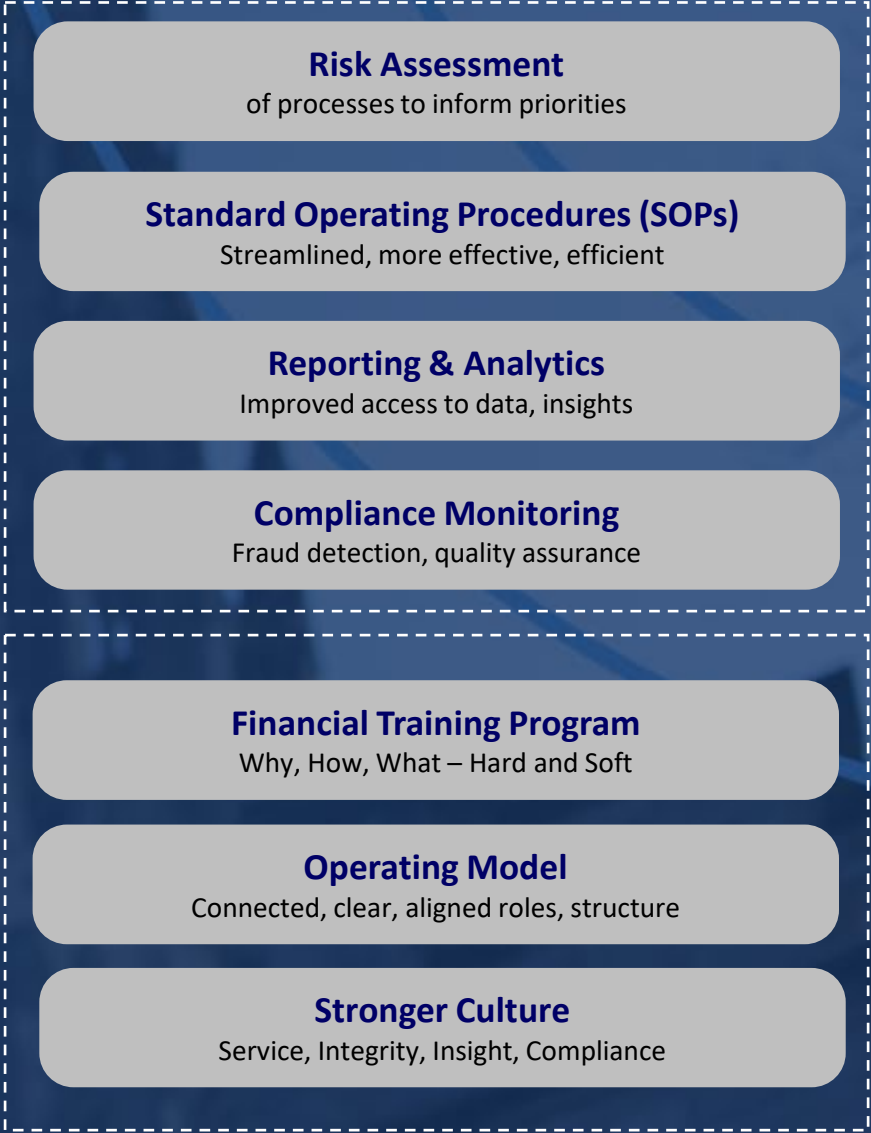 Risk Assessment
of processes to inform priorities
Standard Operating Procedures (SOPs)
Streamlined, more effective, efficient
Reporting & Analytics
Improved access to data, insights
Compliance Monitoring
Fraud detection, quality assurance
Financial Training Program
Why, How, What – Hard and Soft
Operating Model
Connected, clear, aligned roles, structure
Stronger Culture
Service, Integrity, Insight, Compliance